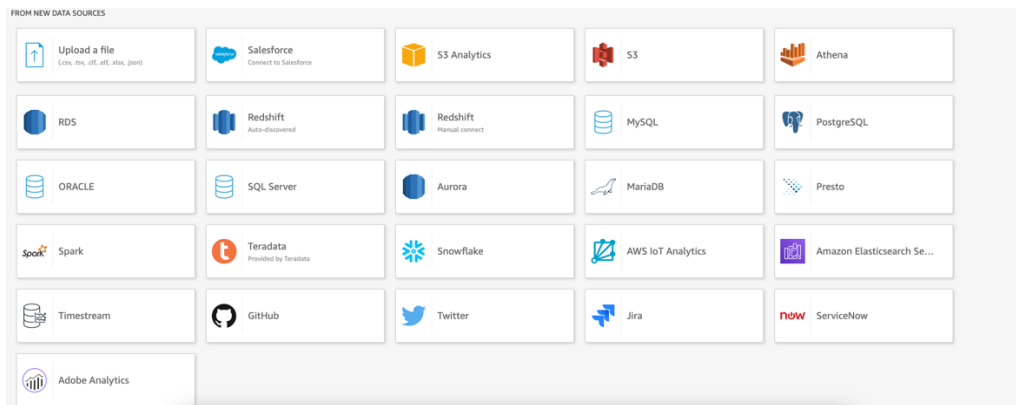 FROM NEW DATA SOURCES
Upload a file
(.csv, .tsv, .clf, .elf, .xlsx, .json)
salesforce
Salesforce
Connect to Salesforce
S3 Analytics
S3
Athena
RDS
Redshift
Auto-discovered
Redshift
Manual connect
MySQL
PostgreSQL
ORACLE
SQL Server
Aurora
MariaDB
Presto
Spark
Spark
t
Teradata
Provided by Teradata
Snowflake
AWS IoT Analytics
Amazon Elasticsearch Se...
Timestream
GitHub
Twitter
Jira
now
ServiceNow
Adobe Analytics